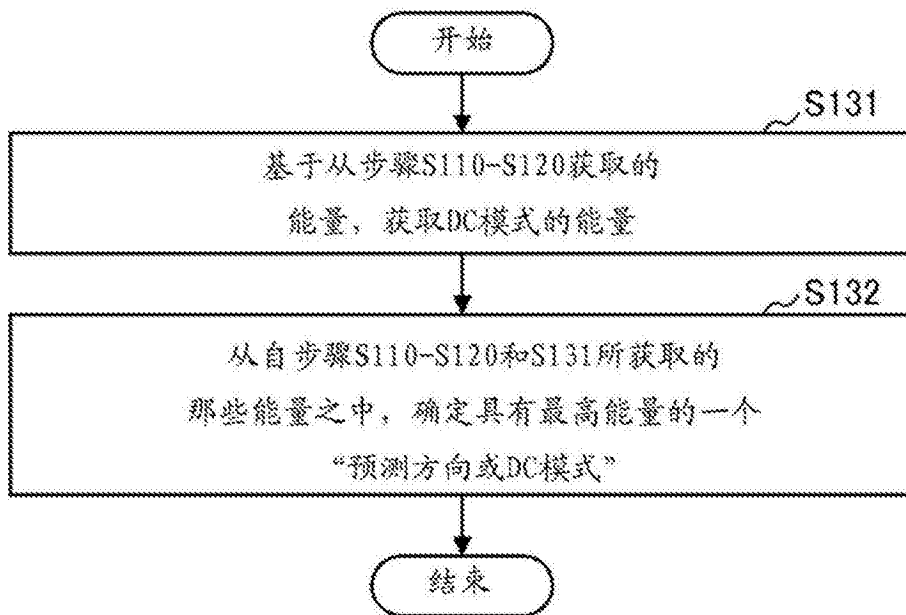 开始
S131
基于从步骤S110-S120获取的
能量，获取DC模式的能量
S132
从自步骤S110-S120和S131所获取的
那些能量之中，确定具有最高能量的一个
“预测方向或DC模式”
结束